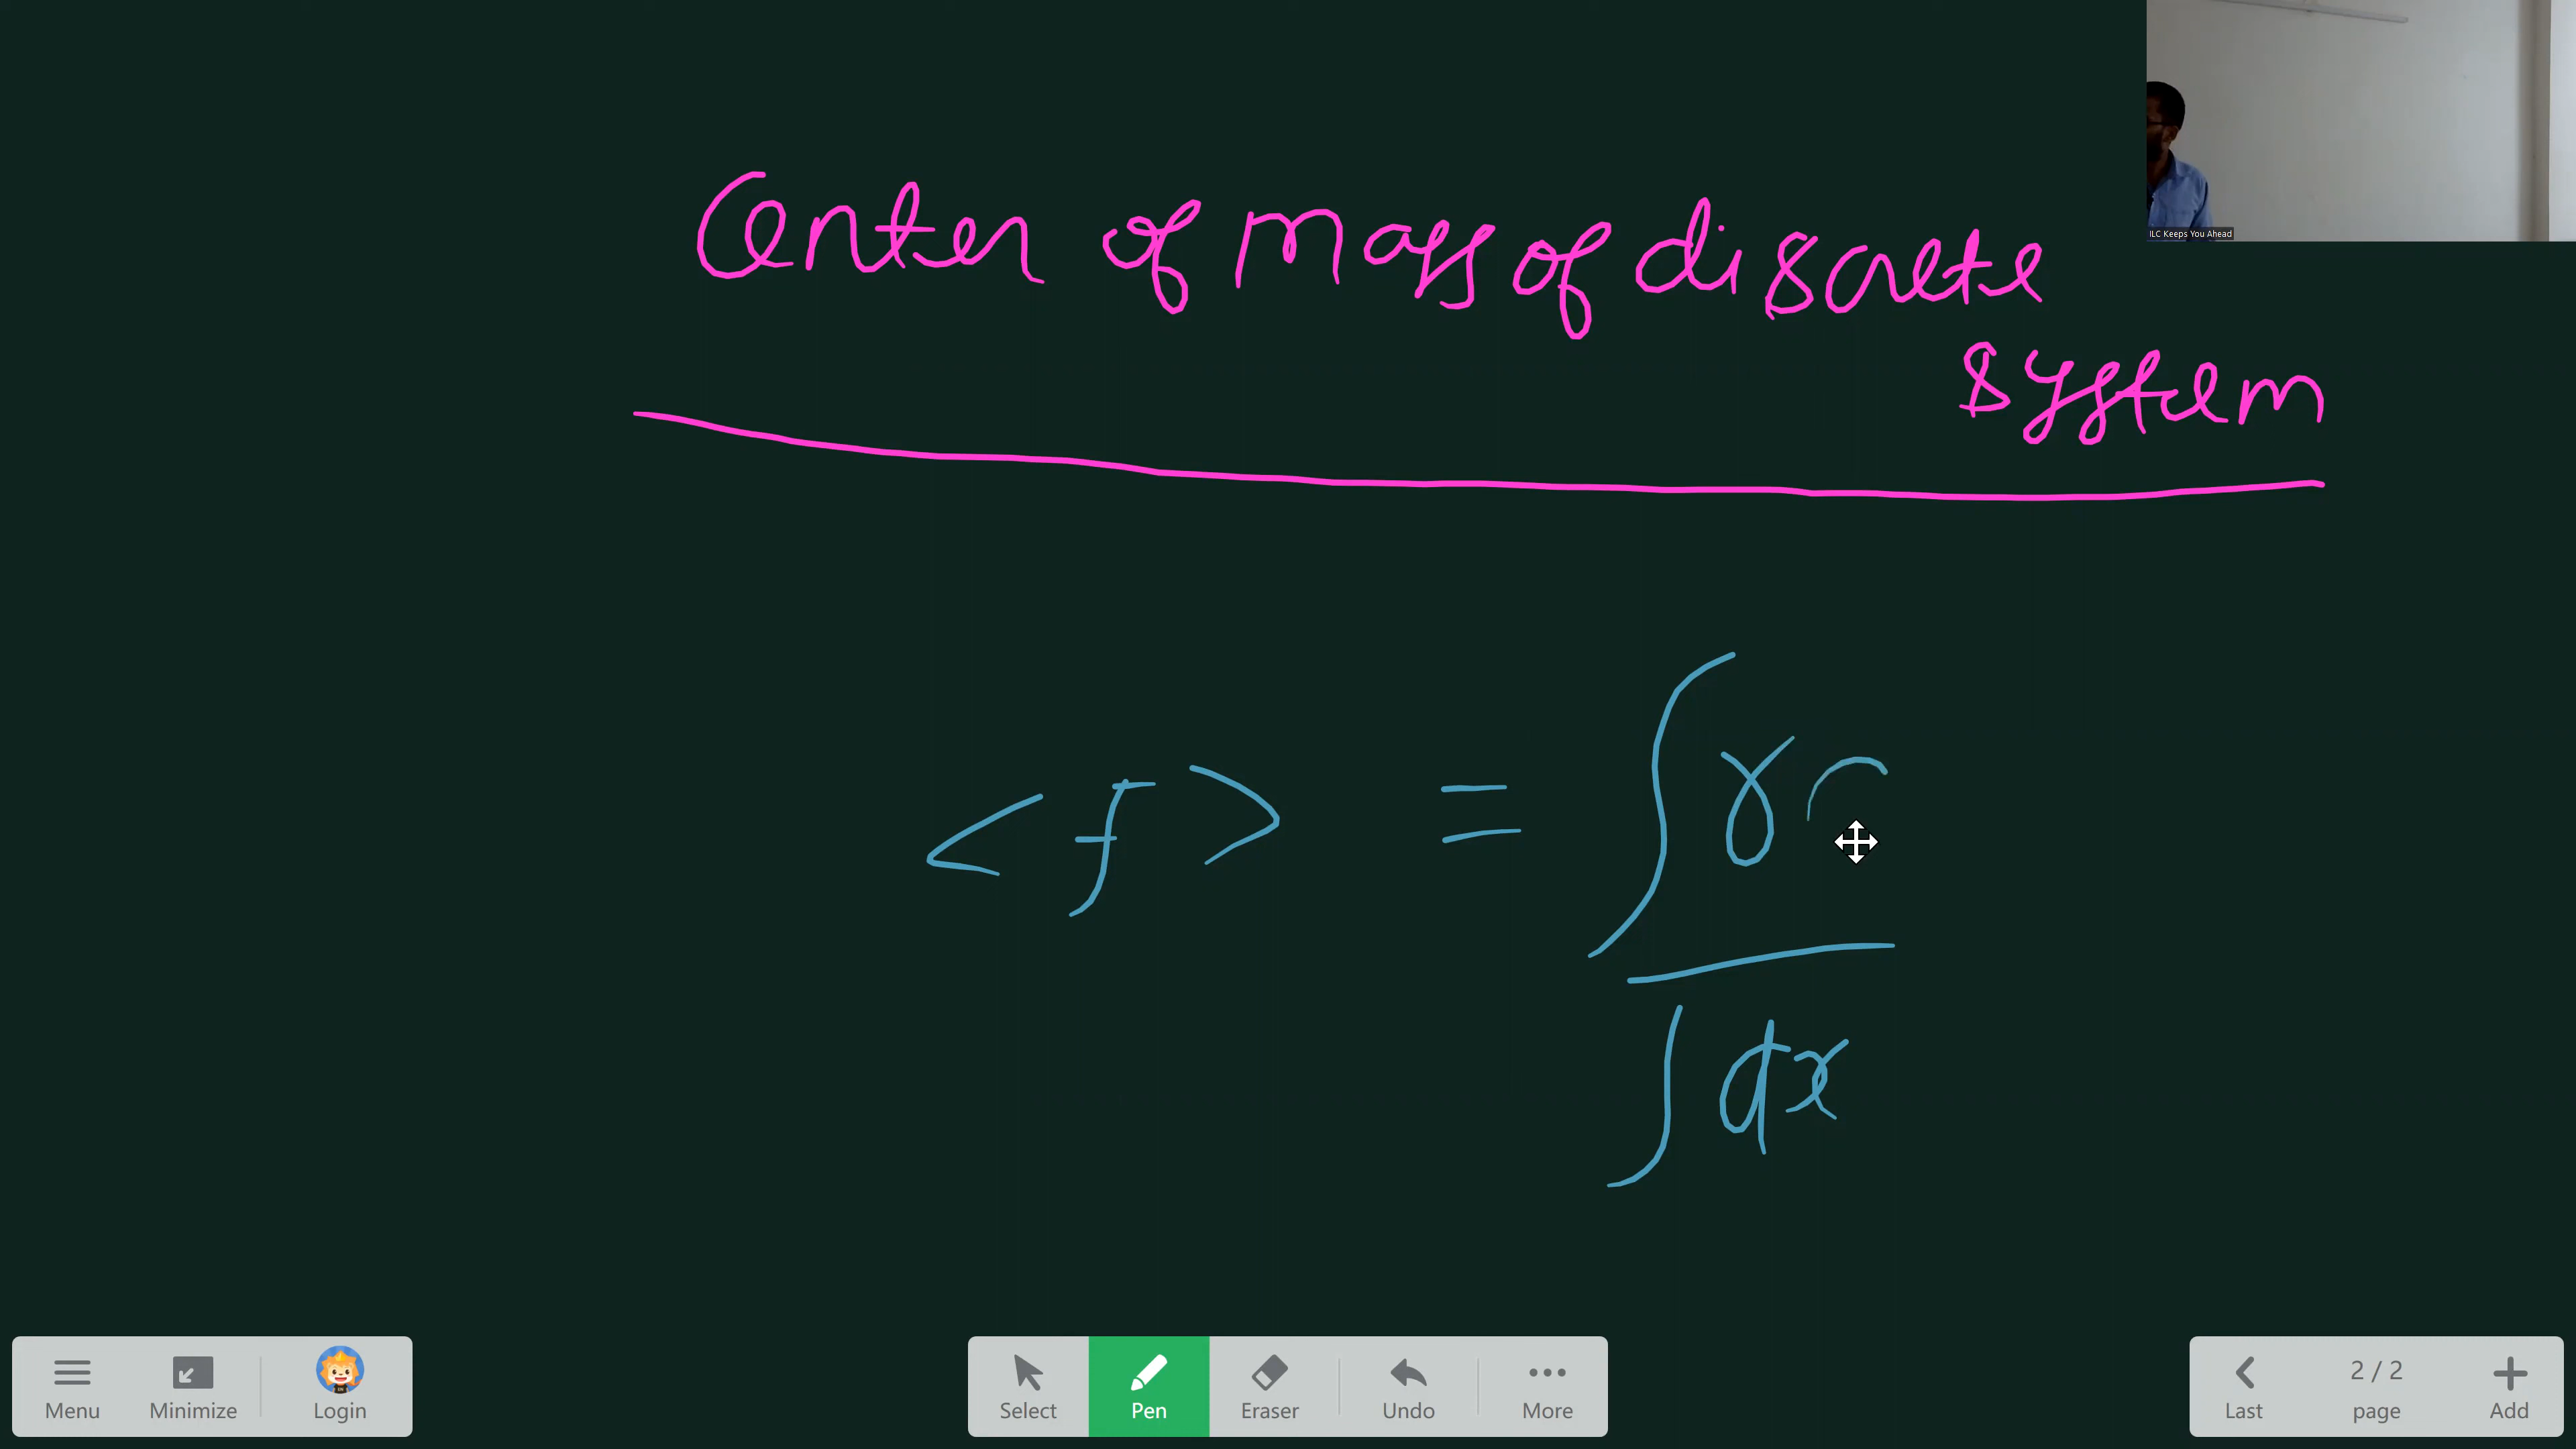 Center of mass of discrete
system
ILC Keeps You Ahead
< f > = ∫ γ
∫ dx
Menu Minimize Login Select Pen Eraser Undo More Last 2 / 2 page Add